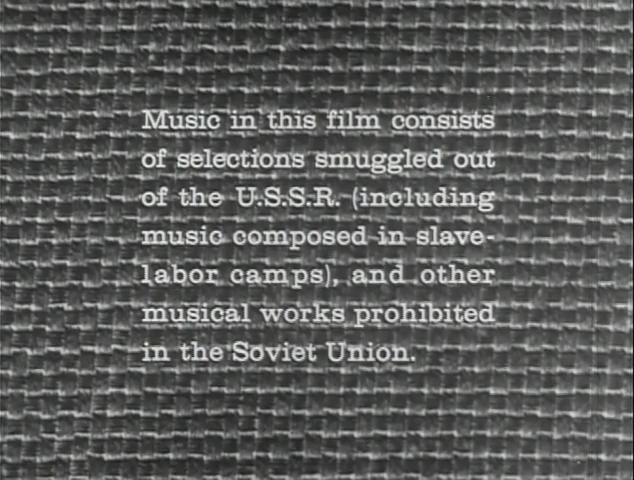 Music in this film consists
of selections smuggled out
of the U.S.S.R. (including
music composed in slave-
labor camps), and other
musical works prohibited
in the Soviet Union.